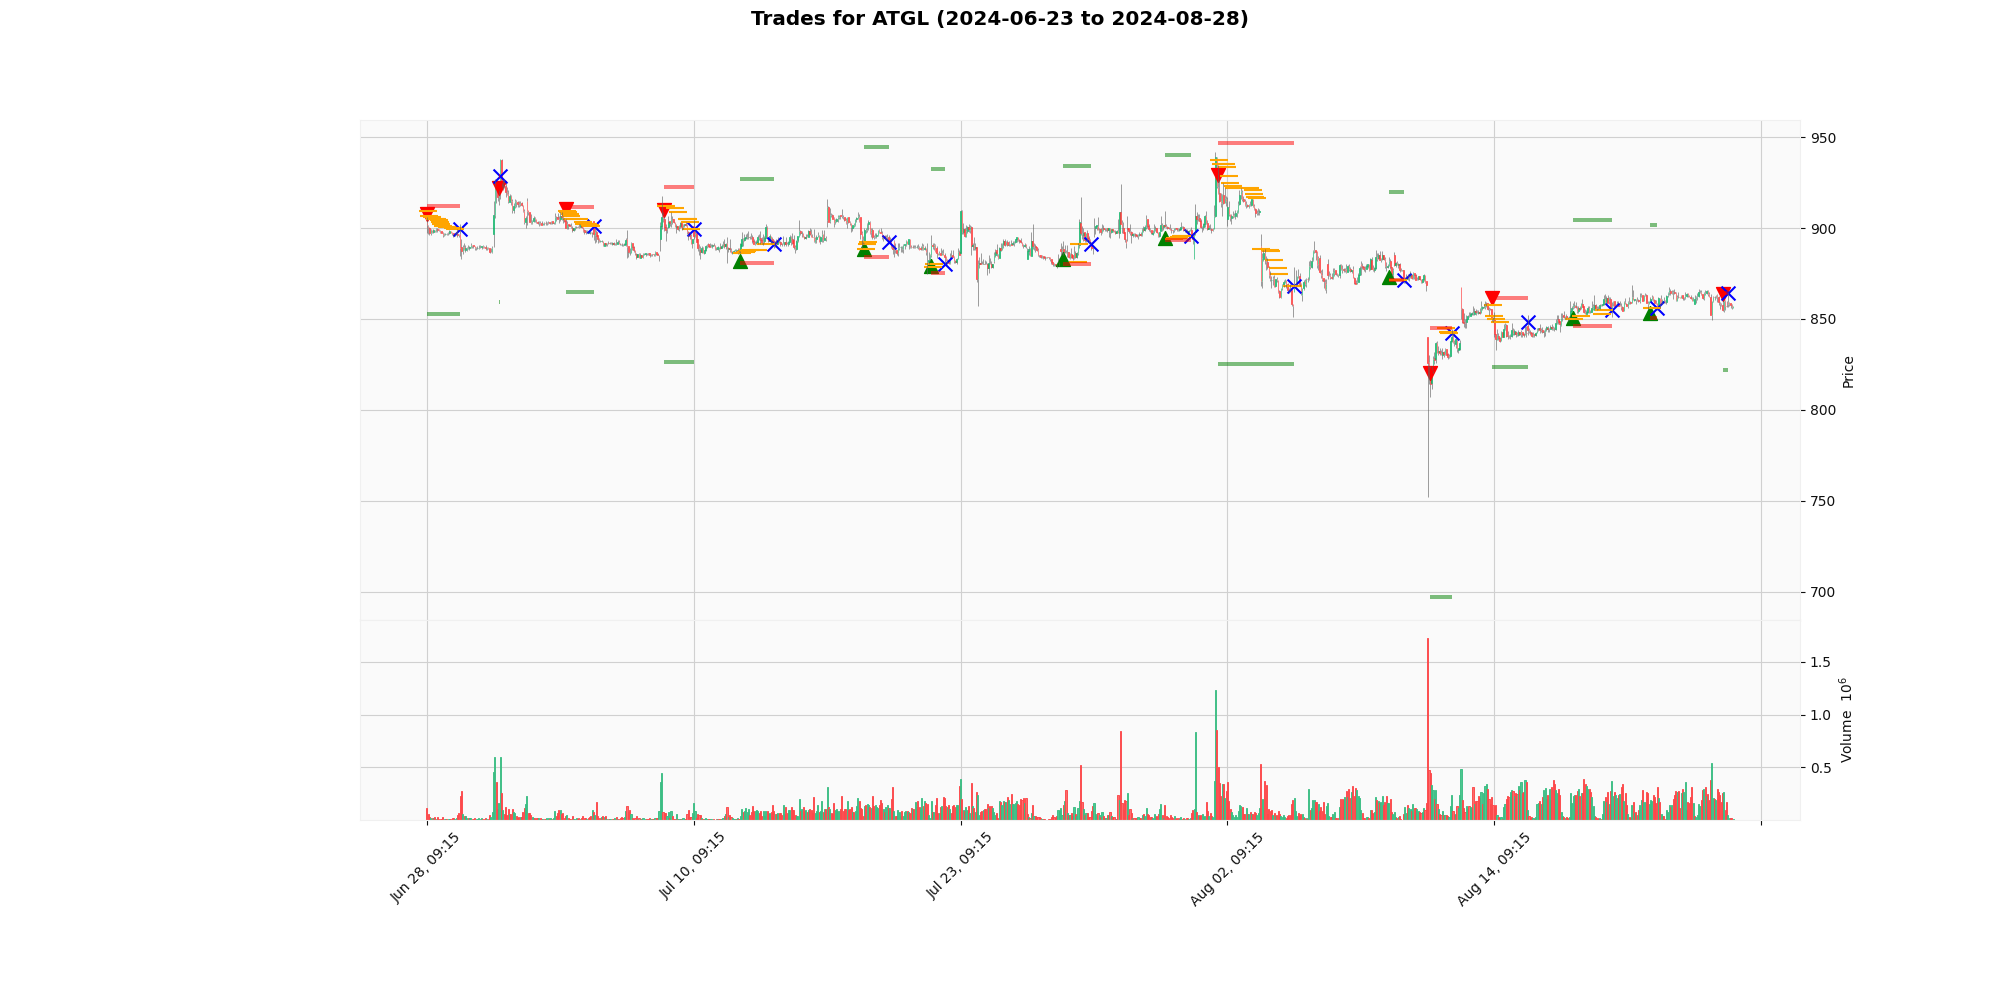 Trades for ATGL (2024-06-23 to 2024-08-28)
950
900
850
800
750
700
Price
1.5
1.0
0.5
Volume 10⁶
Jun 28, 09:15
Jul 10, 09:15
Jul 23, 09:15
Aug 02, 09:15
Aug 14, 09:15